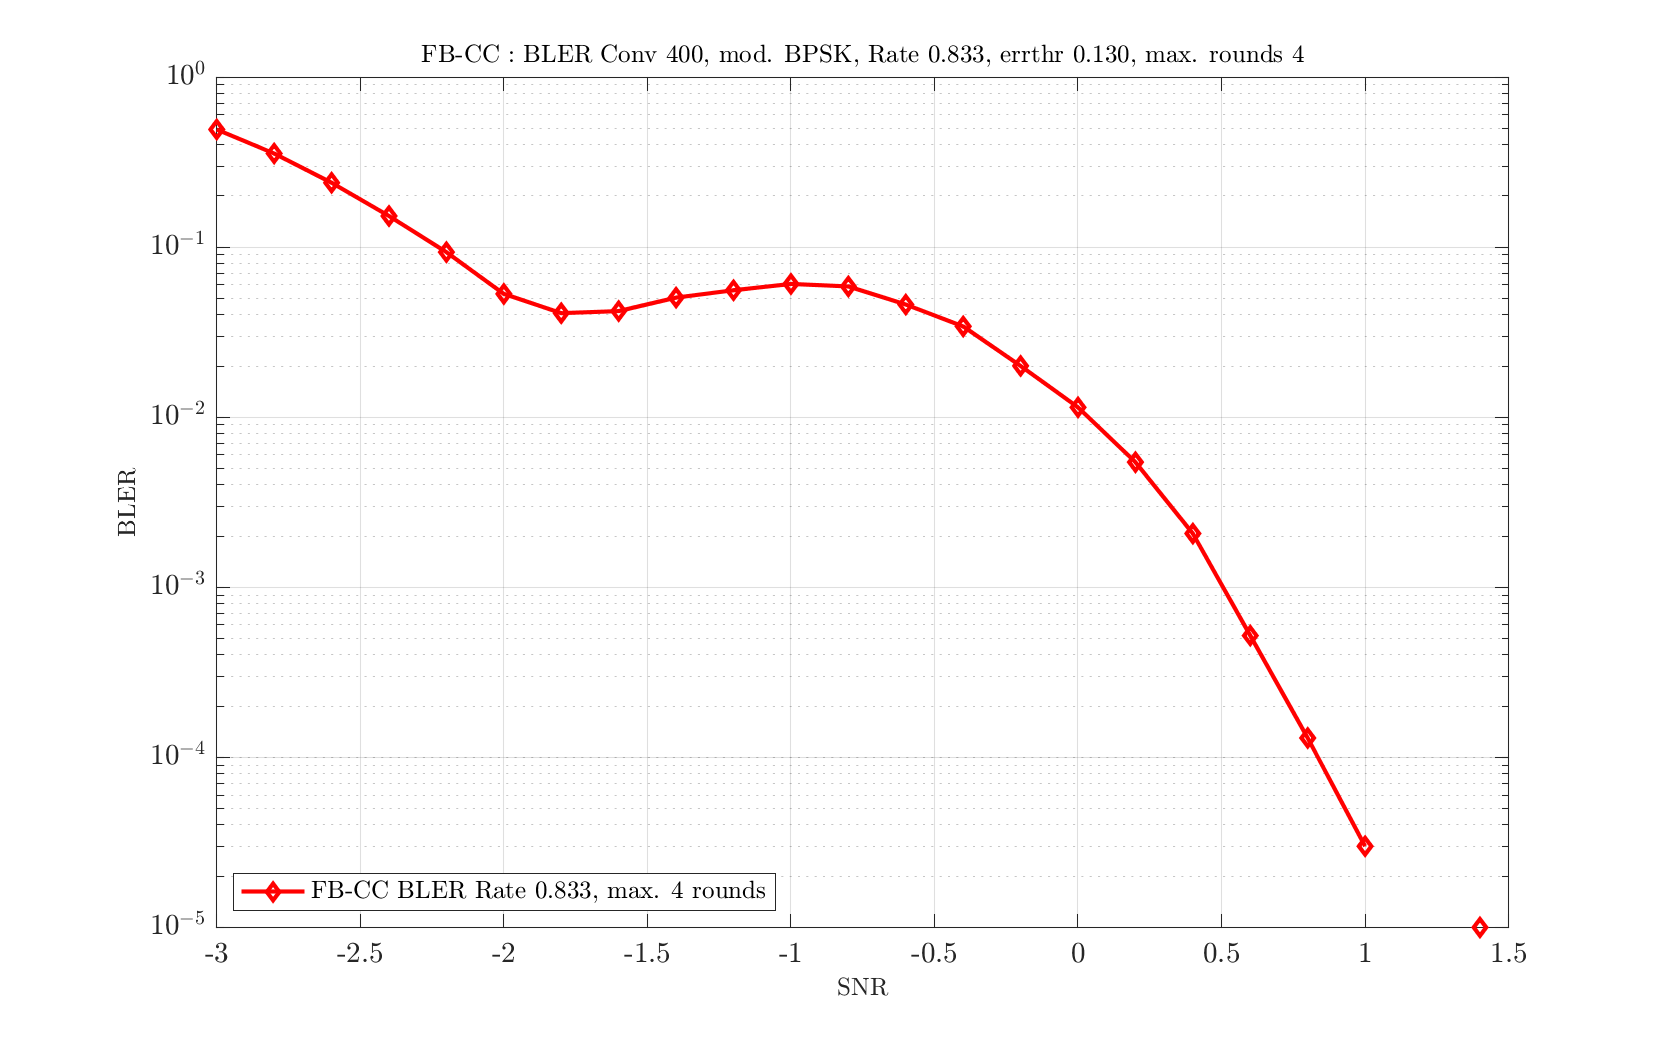 FB-CC : BLER Conv 400, mod. BPSK, Rate 0.833, errthr 0.130, max. rounds 4
10^0
10^-1
10^-2
10^-3
10^-4
10^-5
BLER
FB-CC BLER Rate 0.833, max. 4 rounds
-3 -2.5 -2 -1.5 -1 -0.5 0 0.5 1 1.5
SNR